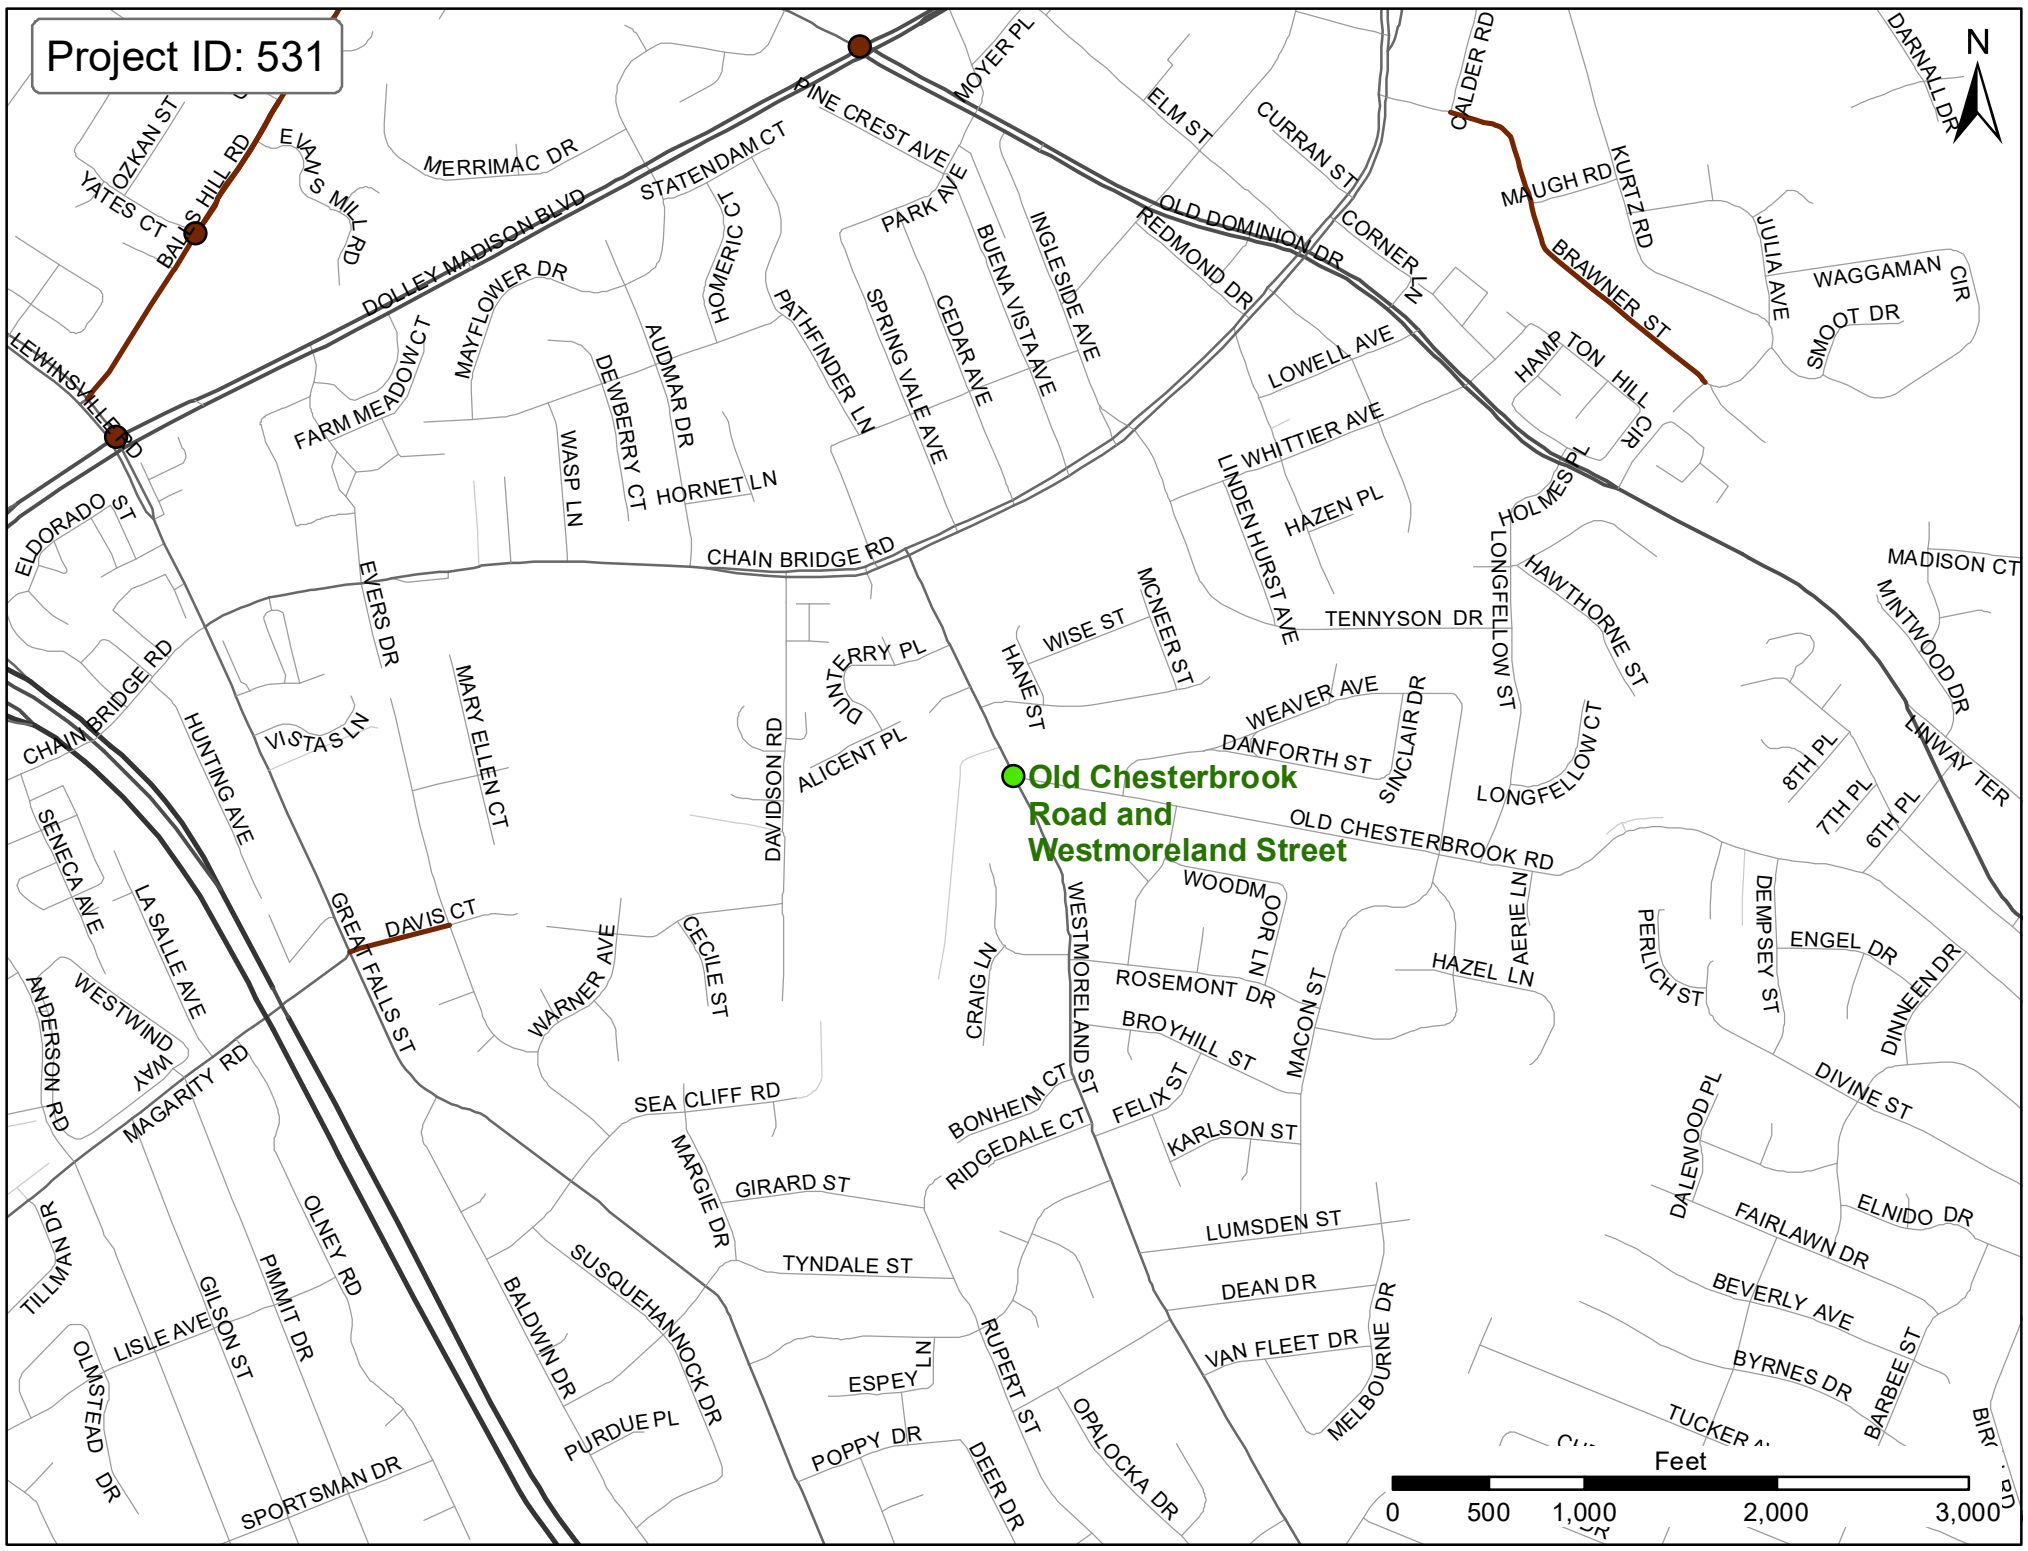 Project ID: 531
N
DARNALL DR
CALDER RD
MOYER PL
OZKAN ST
BALLS HILL RD
EVANS MILL RD
YATES CT
MERRIMAC DR
STATENDAM CT
PINE CREST AVE
ELM ST
CURRAN ST
MAUGH RD
KURTZ RD
JULIA AVE
WAGGAMAN CIR
SMOOT DR
BRAWNER ST
PARK AVE
OLD DOMINION DR
REDMOND DR
CORNER LN
DOLLEY MADISON BLVD
MAYFLOWER DR
HOMERIC CT
PATHFINDER LN
SPRING VALE AVE
CEDAR AVE
BUENA VISTA AVE
INGLESIDE AVE
LEWINSVILLE RD
FARM MEADOW CT
AUDMAR DR
DEWBERRY CT
WASP LN
HORNET LN
LOWELL AVE
WHITTIER AVE
HAMPTON HILL CIR
HOLMES PL
LINDEN HURST AVE
HAZEN PL
ELDORADO ST
CHAIN BRIDGE RD
EVERS DR
MCNEER ST
WISE ST
HANE ST
TENNYSON DR
LONGFELLOW ST
HAWTHORNE ST
MADISON CT
MINTWOOD DR
LINWAY TER
CHAIN BRIDGE RD
HUNTING AVE
VISTAS LN
MARY ELLEN CT
DAVIDSON RD
DUNTERRY PL
ALICENT PL
WEAVER AVE
DANFORTH ST
SINCLAIR DR
LONGFELLOW CT
8TH PL
7TH PL
6TH PL
Old Chesterbrook
Road and
Westmoreland Street
OLD CHESTERBROOK RD
SENECA AVE
LA SALLE AVE
GREAT FALLS ST
DAVIS CT
WARNER AVE
CECILE ST
CRAIG LN
WESTMORELAND ST
WOODMOOR LN
ROSEMONT DR
BROYHILL ST
MACON ST
HAZEL LN
AERIE LN
PERLICH ST
DEMPSEY ST
ENGEL DR
DINNEEN DR
DIVINE ST
ANDERSON RD
WESTWIND WAY
MAGARITY RD
SEA CLIFF RD
BONHEIM CT
RIDGEDALE CT
FELIX ST
KARLSON ST
DALEWOOD PL
MARGIE DR
GIRARD ST
TILLMAN DR
OLNEY RD
LUMSDEN ST
FAIRLAWN DR
ELNIDO DR
PIMMIT DR
GILSON ST
LISLE AVE
BALDWIN DR
SUSQUEHANNOCK DR
TYNDALE ST
DEAN DR
BEVERLY AVE
OLMSTEAD DR
ESPEY LN
RUPERT ST
VAN FLEET DR
MELBOURNE DR
BYRNES DR
BARBEE ST
PURDUE PL
POPPY DR
DEER DR
OPALOCKA DR
TUCKER
SPORTSMAN DR
Feet
0 500 1,000 2,000 3,000
RD
DR